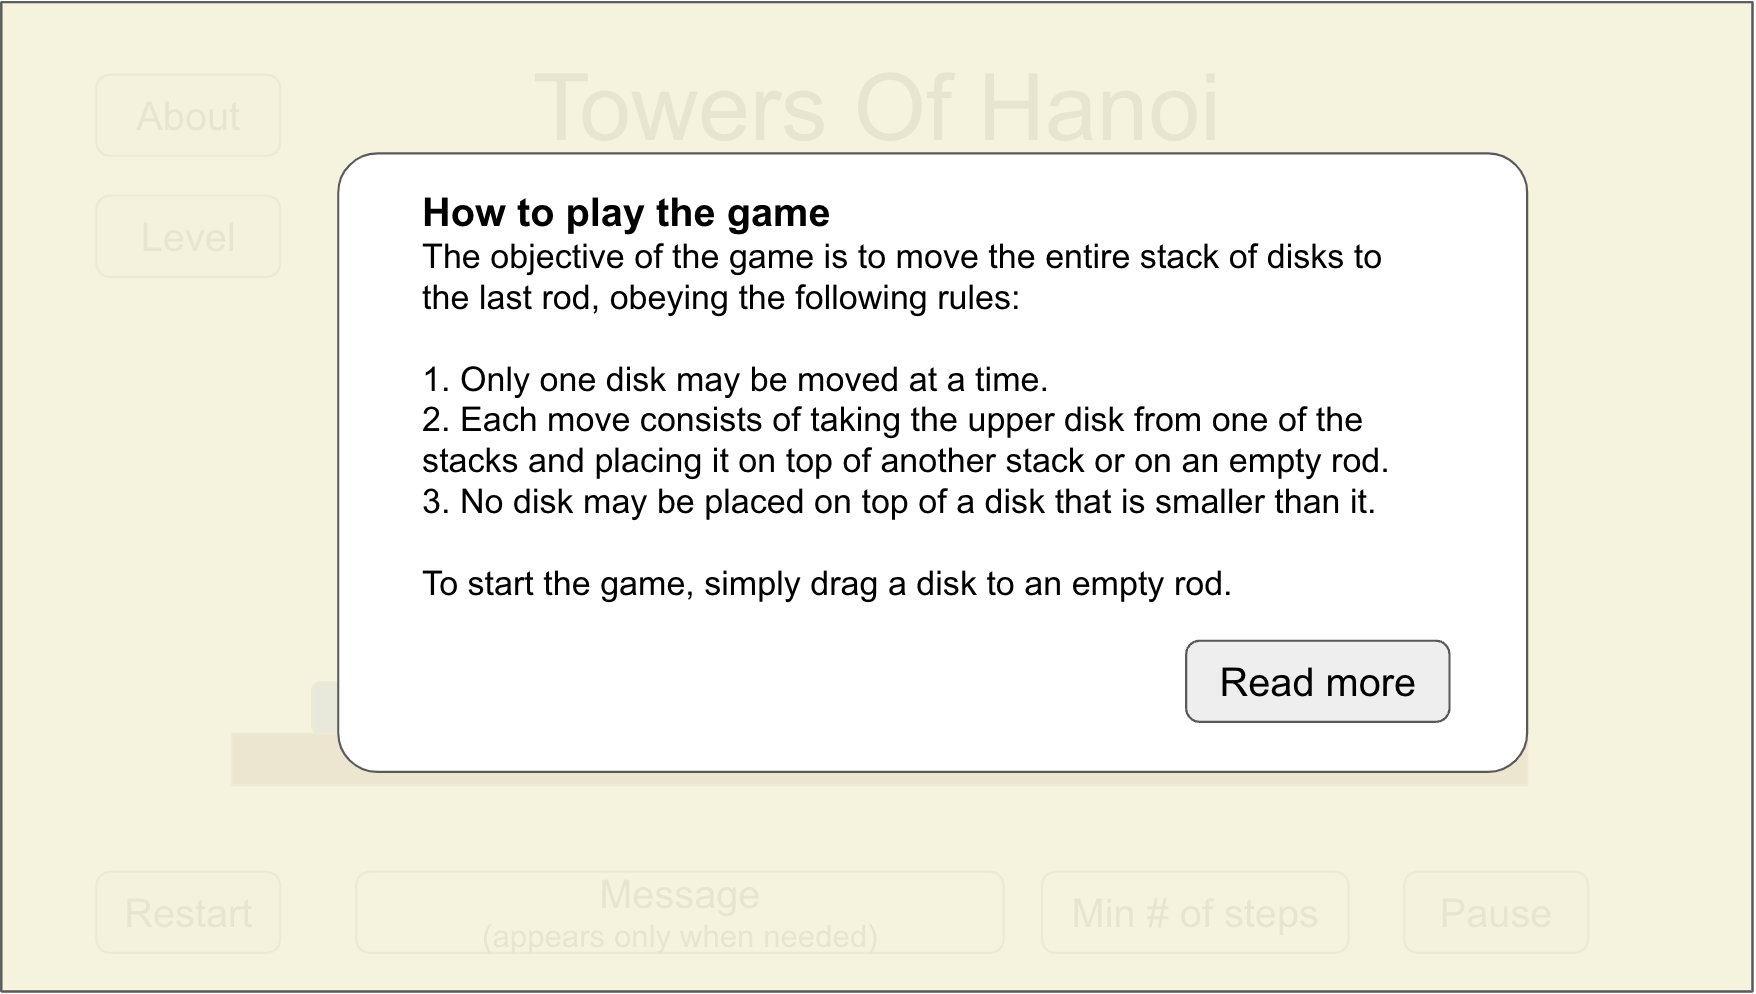 Towers Of Hanoi
About
Level
How to play the game
The objective of the game is to move the entire stack of disks to
the last rod, obeying the following rules:
1. Only one disk may be moved at a time.
2. Each move consists of taking the upper disk from one of the
stacks and placing it on top of another stack or on an empty rod.
3. No disk may be placed on top of a disk that is smaller than it.
To start the game, simply drag a disk to an empty rod.
Read more
Restart
Message
(appears only when needed)
Min # of steps
Pause